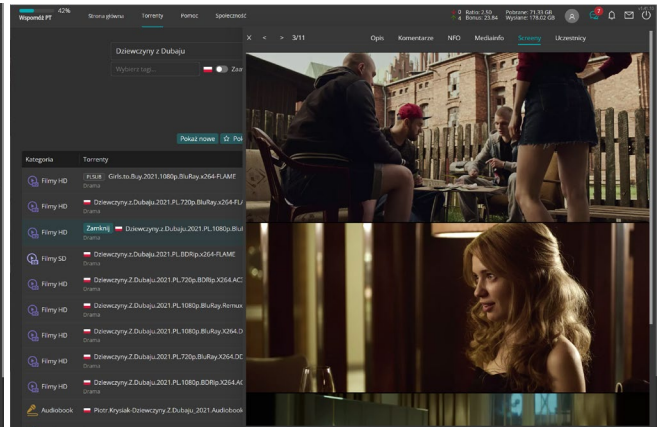 42%
Wspomóż PT
Strona główna Torrenty Pomoc Społeczność
0 Ratio: 2.50 Pobrane: 71.33 GB
4 Bonus: 23.84 Wysłane: 178.02 GB
7
X < > 3/11 Opis Komentarze NFO Mediainfo Screeny Uczestnicy
Dziewczyny z Dubaju
Wybierz tagi...
Pokaż nowe
Kategoria Torrenty
Filmy HD PLSUB Girls.to.Buy.2021.1080p.BluRay.x264-FLAME
Drama
Filmy HD Dziewczyny.z.Dubaju.2021.PL.720p.BluRay.x264-FL
Drama
Filmy HD Zamknij Dziewczyny.z.Dubaju.2021.PL.1080p.Blu
Drama
Filmy SD Dziewczyny.z.Dubaju.2021.PL.BDRip.x264-FLAME
Drama
Filmy HD Dziewczyny.Z.Dubaju.2021.PL.720p.BDRip.X264.AC
Drama
Filmy HD Dziewczyny.Z.Dubaju.2021.PL.1080p.BluRay.Remux
Drama
Filmy HD Dziewczyny.Z.Dubaju.2021.PL.1080p.BluRay.X264.D
Drama
Filmy HD Dziewczyny.Z.Dubaju.2021.PL.720p.BluRay.X264.DD
Drama
Filmy HD Dziewczyny.Z.Dubaju.2021.PL.1080p.BDRip.X264.AC
Drama
Audiobook Piotr.Krysiak-Dziewczyny.Z.Dubaju_2021.Audiobook